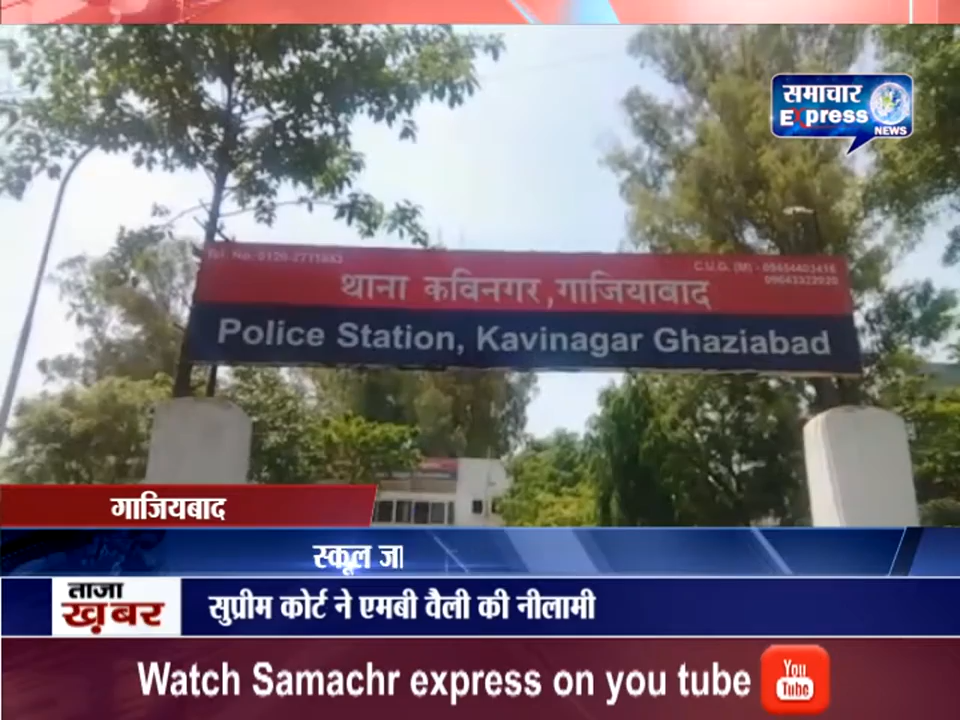 समाचार
Express
NEWS
Tel. No. 0120-2711883
C.U.G. (M) - 09454403416
09643322920
थाना कविनगर, गाजियाबाद
Police Station, Kavinagar Ghaziabad
गाजियबाद
स्कूल जा
ताजा
ख़बर
सुप्रीम कोर्ट ने एमबी वैली की नीलामी
Watch Samachr express on you tube
You
Tube